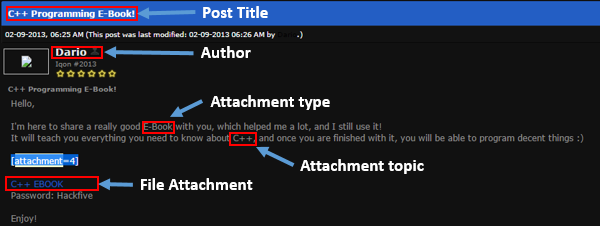 C++ Programming E-Book!
Post Title
02-09-2013, 06:25 AM (This post was last modified: 02-09-2013 06:26 AM by .)
Dario
Author
Iqon #2013
C++ Programming E-Book!
Hello,
Attachment type
I'm here to share a really good E-Book with you, which helped me a lot, and I still use it!
It will teach you everything you need to know about C++, and once you are finished with it, you will be able to program decent things :)
Attachment topic
[attachment=4]
C++ EBOOK
File Attachment
Password: Hackfive
Enjoy!